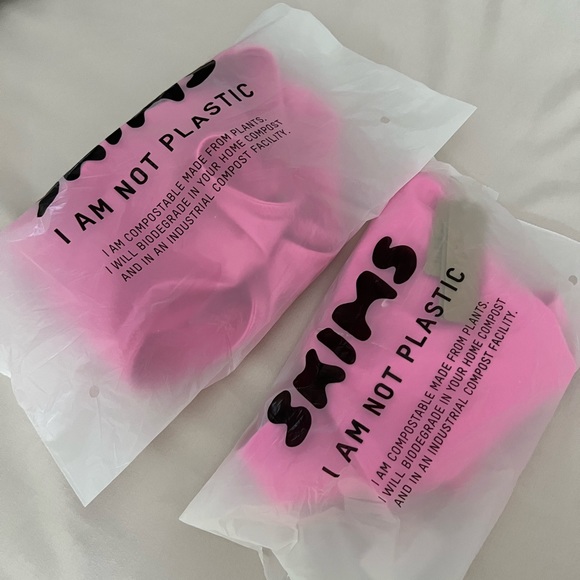 SKIMS
I AM NOT PLASTIC
I AM COMPOSTABLE MADE FROM PLANTS.
I WILL BIODEGRADE IN YOUR HOME COMPOST
AND IN AN INDUSTRIAL COMPOST FACILITY.
SKIMS
I AM NOT PLASTIC
I AM COMPOSTABLE MADE FROM PLANTS.
I WILL BIODEGRADE IN YOUR HOME COMPOST
AND IN AN INDUSTRIAL COMPOST FACILITY.